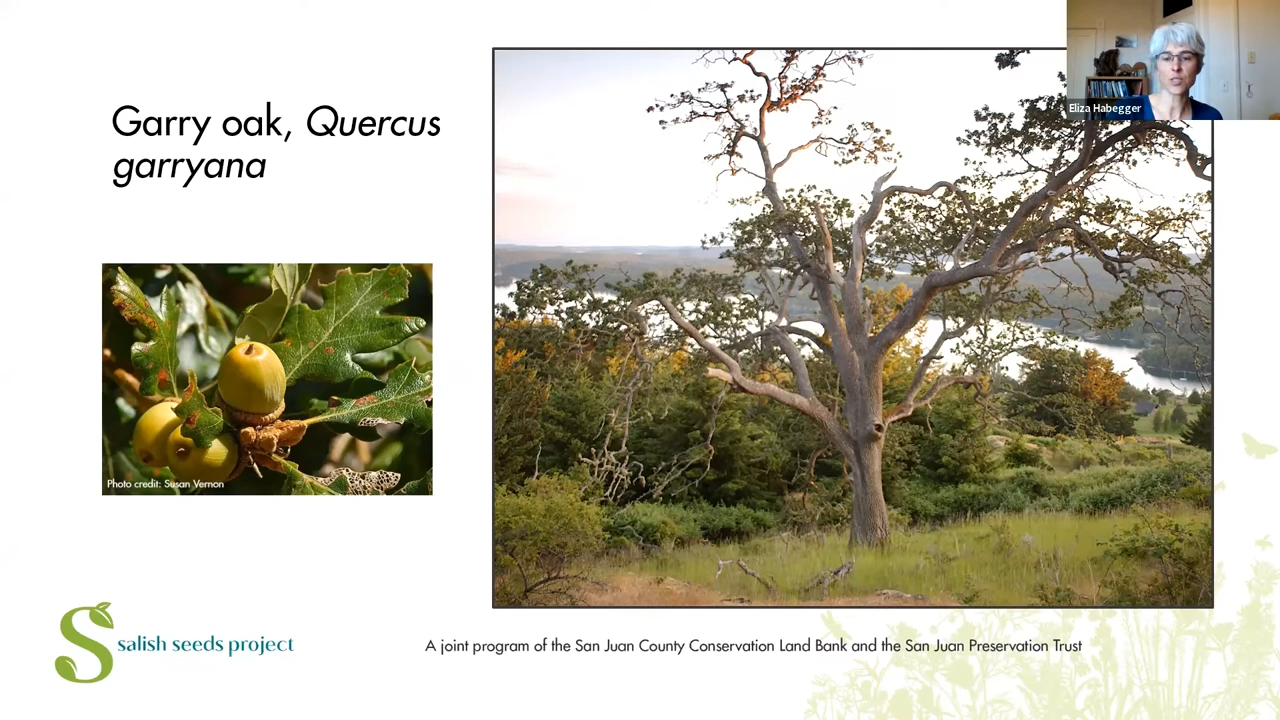 Eliza Habegger
Garry oak, Quercus
garryana
Photo credit: Susan Vernon
salish seeds project
A joint program of the San Juan County Conservation Land Bank and the San Juan Preservation Trust